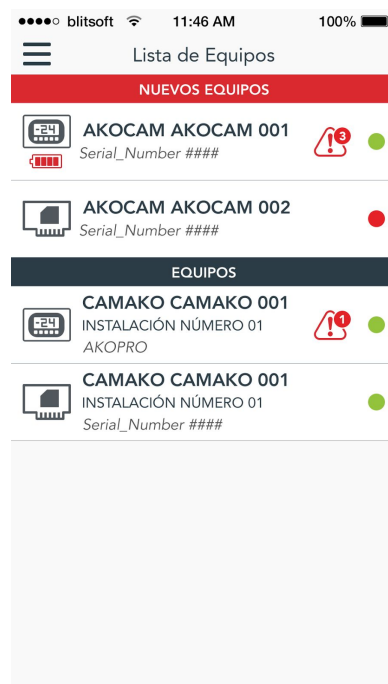 blitsoft 11:46 AM 100%
Lista de Equipos
NUEVOS EQUIPOS
-24
AKOCAM AKOCAM 001
3
Serial_Number ####
AKOCAM AKOCAM 002
Serial_Number ####
EQUIPOS
CAMAKO CAMAKO 001
-24
INSTALACIÓN NÚMERO 01
1
AKOPRO
CAMAKO CAMAKO 001
INSTALACIÓN NÚMERO 01
Serial_Number ####